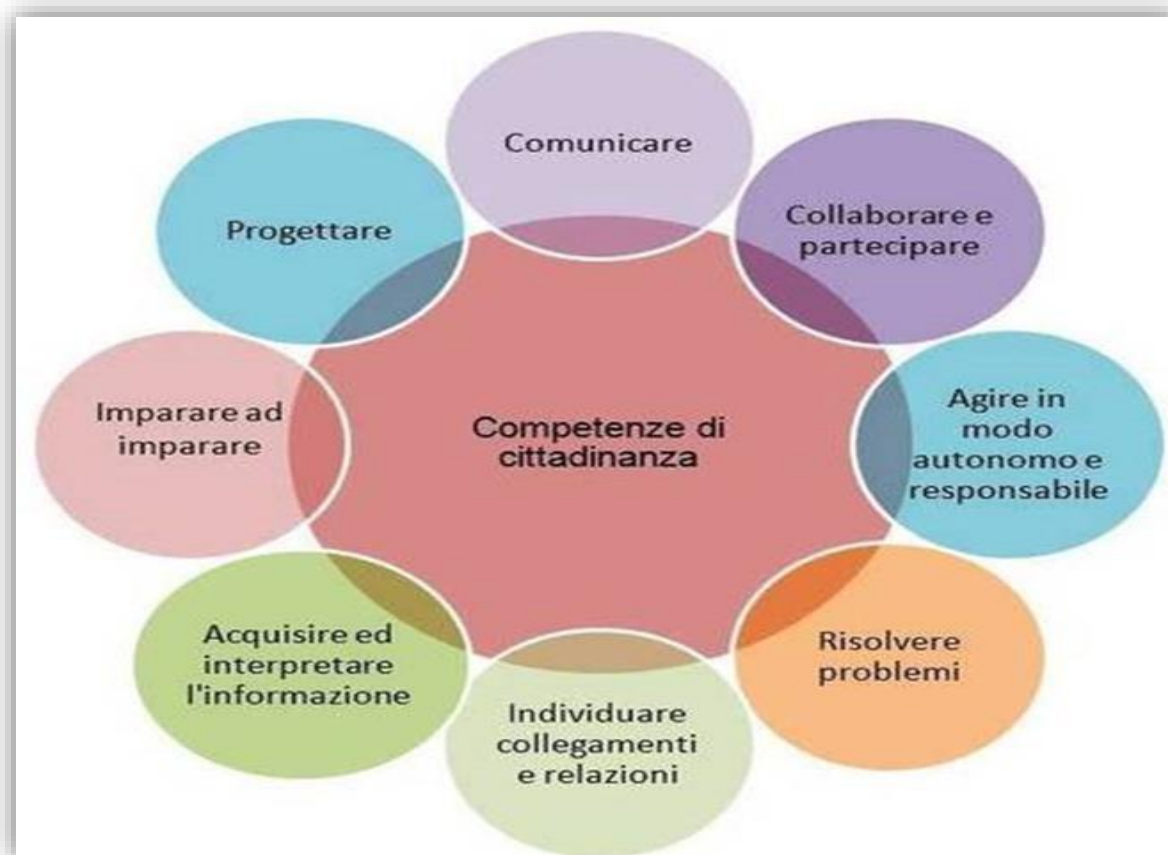 Comunicare
Collaborare e
partecipare
Agire in
modo
autonomo e
responsabile
Risolvere
problemi
Individuare
collegamenti
e relazioni
Acquisire ed
interpretare
l'informazione
Imparare ad
imparare
Progettare
Competenze di
cittadinanza